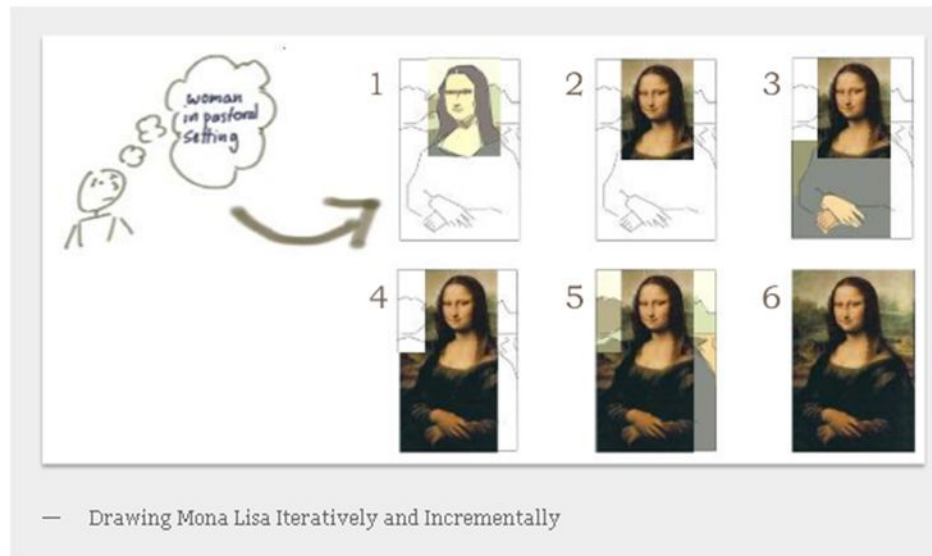 woman
in pastoral
setting
1
2
3
4
5
6
— Drawing Mona Lisa Iteratively and Incrementally